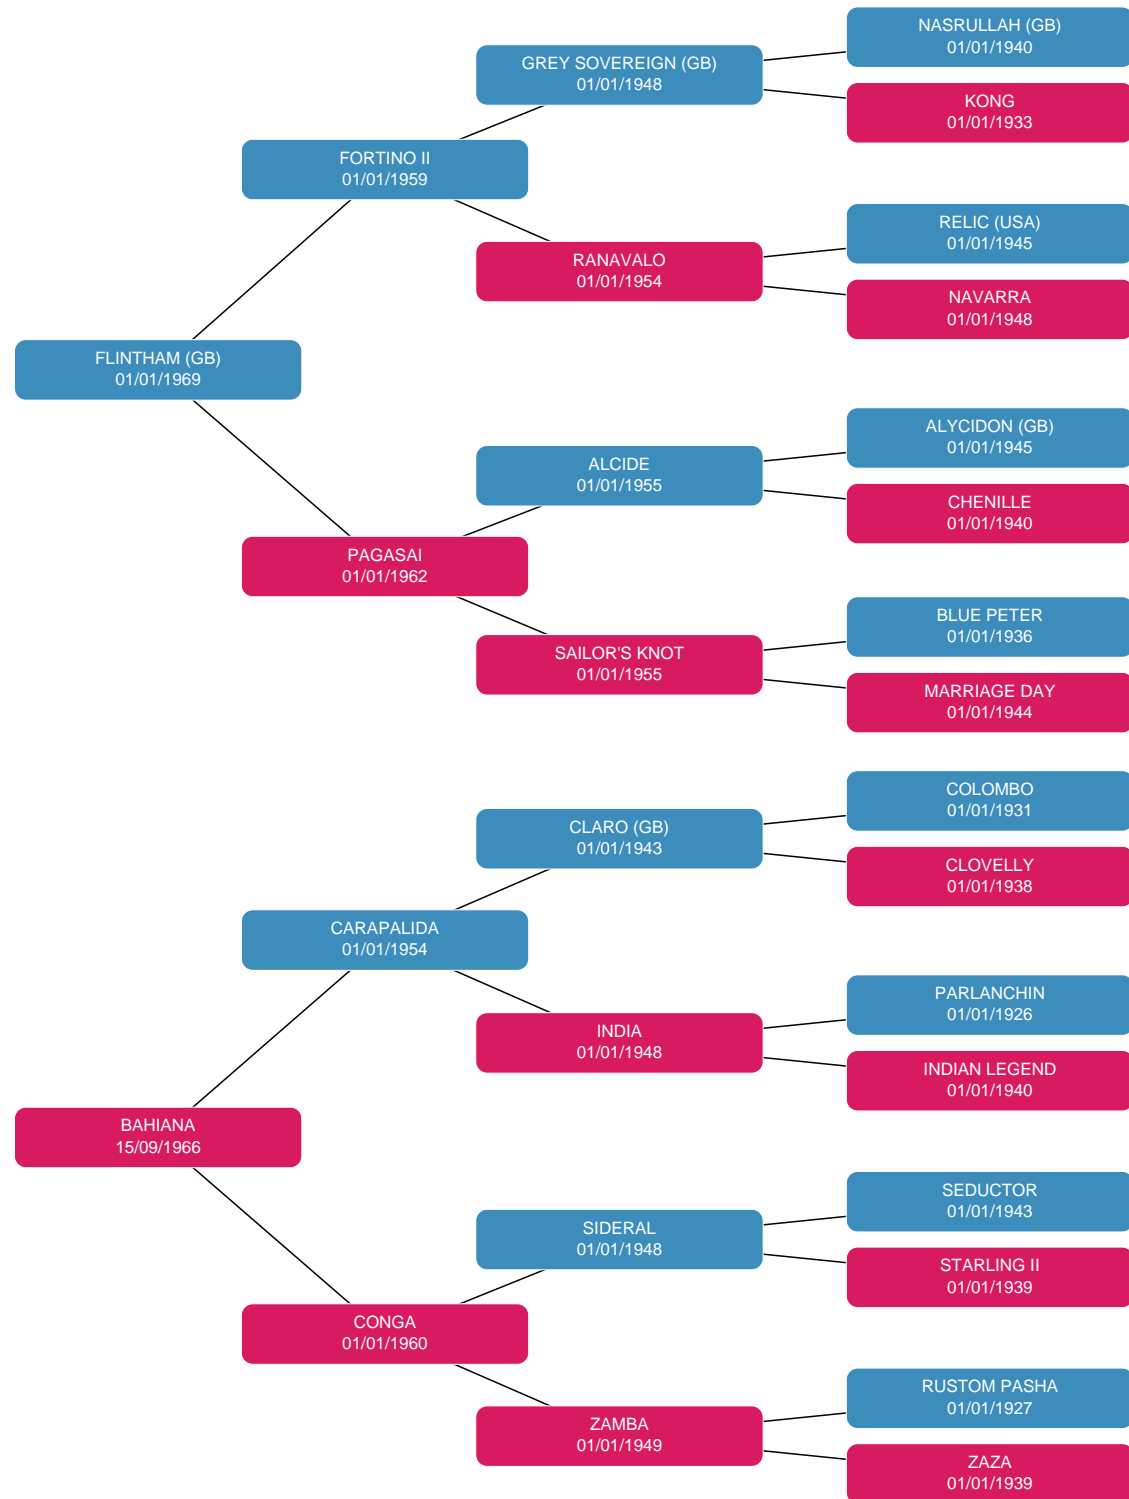 NASRULLAH (GB)
01/01/1940
GREY SOVEREIGN (GB)
01/01/1948
KONG
01/01/1933
FORTINO II
01/01/1959
RELIC (USA)
01/01/1945
RANAVALO
01/01/1954
NAVARRA
01/01/1948
FLINTHAM (GB)
01/01/1969
ALYCIDON (GB)
01/01/1945
ALCIDE
01/01/1955
CHENILLE
01/01/1940
PAGASAI
01/01/1962
BLUE PETER
01/01/1936
SAILOR'S KNOT
01/01/1955
MARRIAGE DAY
01/01/1944
COLOMBO
01/01/1931
CLARO (GB)
01/01/1943
CLOVELLY
01/01/1938
CARAPALIDA
01/01/1954
PARLANCHIN
01/01/1926
INDIA
01/01/1948
INDIAN LEGEND
01/01/1940
BAHIANA
15/09/1966
SEDUCTOR
01/01/1943
SIDERAL
01/01/1948
STARLING II
01/01/1939
CONGA
01/01/1960
RUSTOM PASHA
01/01/1927
ZAMBA
01/01/1949
ZAZA
01/01/1939